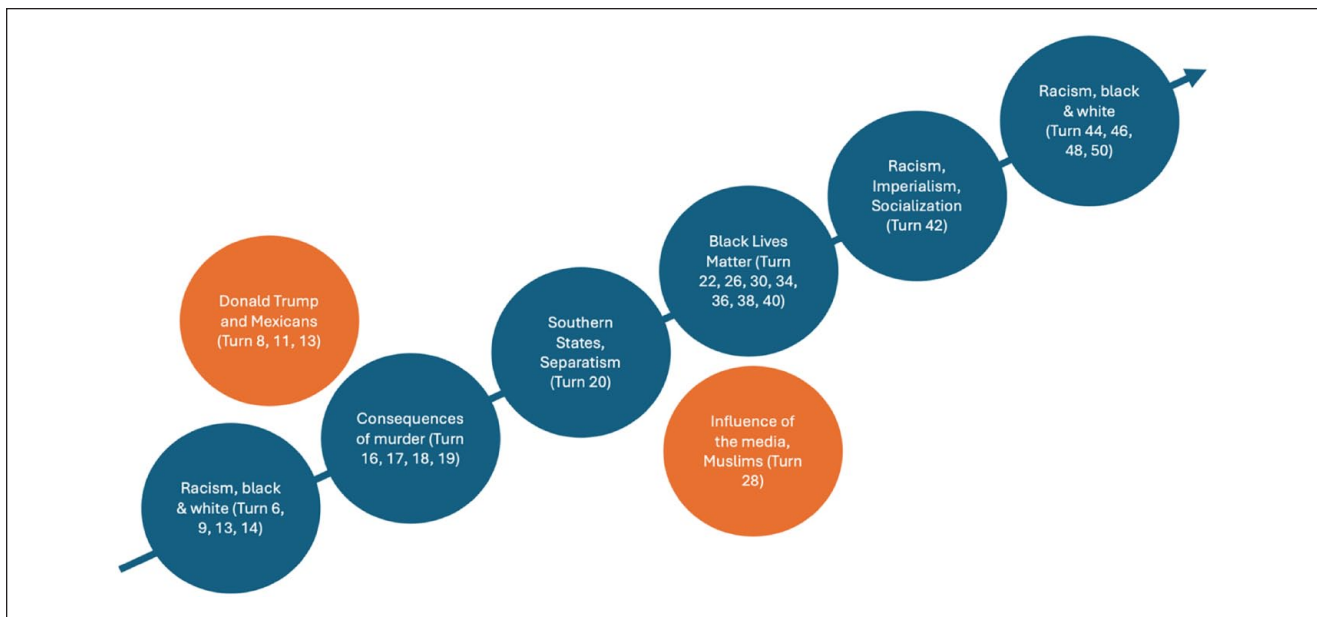 Racism, black
& white (Turn 6,
9, 13, 14)
Donald Trump
and Mexicans
(Turn 8, 11, 13)
Consequences
of murder (Turn
16, 17, 18, 19)
Southern
States,
Separatism
(Turn 20)
Black Lives
Matter (Turn
22, 26, 30, 34,
36, 38, 40)
Influence of
the media,
Muslims (Turn
28)
Racism,
Imperialism,
Socialization
(Turn 42)
Racism, black
& white
(Turn 44, 46,
48, 50)